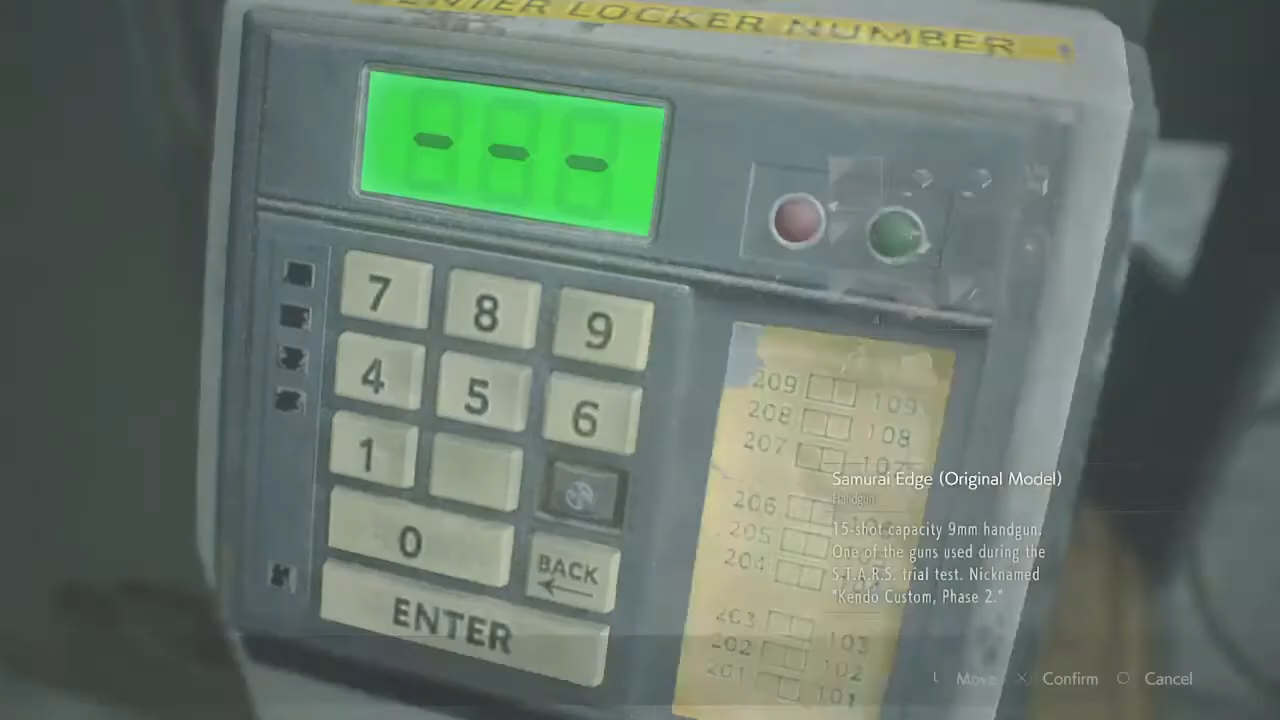 ENTER LOCKER NUMBER
- - -
7 8 9
4 5 6
1
0
BACK
ENTER
209 109
208 108
207 107
206
205
204
203 103
202 102
201 101
Samurai Edge (Original Model)
Handgun
15-shot capacity 9mm handgun.
One of the guns used during the
S.T.A.R.S. trial test. Nicknamed
"Kendo Custom, Phase 2."
L Move X Confirm O Cancel